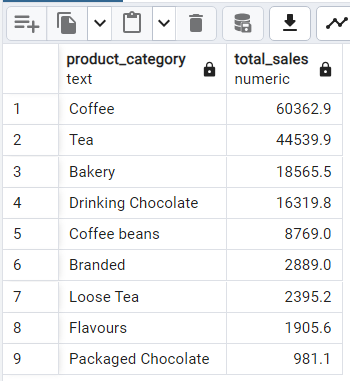 product_category total_sales
text numeric
1 Coffee 60362.9
2 Tea 44539.9
3 Bakery 18565.5
4 Drinking Chocolate 16319.8
5 Coffee beans 8769.0
6 Branded 2889.0
7 Loose Tea 2395.2
8 Flavours 1905.6
9 Packaged Chocolate 981.1